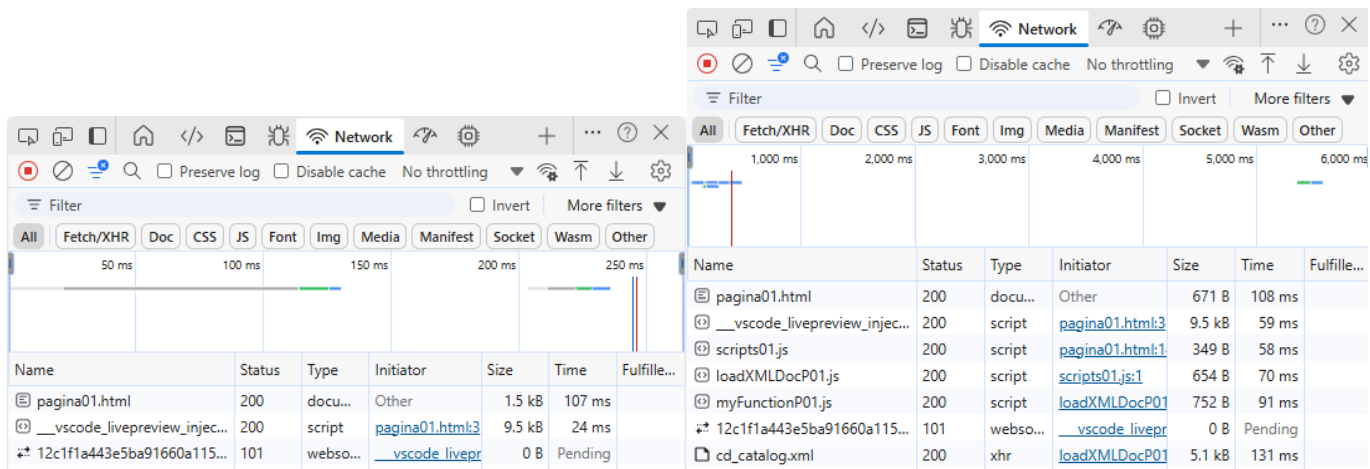 Network
Preserve log Disable cache No throttling
Filter Invert More filters
All Fetch/XHR Doc CSS JS Font Img Media Manifest Socket Wasm Other
50 ms 100 ms 150 ms 200 ms 250 ms
Name Status Type Initiator Size Time Fulfille...
pagina01.html 200 docu... Other 1.5 kB 107 ms
__vscode_livepreview_injec... 200 script pagina01.html:3 9.5 kB 24 ms
12c1f1a443e5ba91660a115... 101 webso... __vscode_livepr 0 B Pending
Network
Preserve log Disable cache No throttling
Filter Invert More filters
All Fetch/XHR Doc CSS JS Font Img Media Manifest Socket Wasm Other
1,000 ms 2,000 ms 3,000 ms 4,000 ms 5,000 ms 6,000 ms
Name Status Type Initiator Size Time Fulfille...
pagina01.html 200 docu... Other 671 B 108 ms
__vscode_livepreview_injec... 200 script pagina01.html:3 9.5 kB 59 ms
scripts01.js 200 script pagina01.html:1 349 B 58 ms
loadXMLDocP01.js 200 script scripts01.js:1 654 B 70 ms
myFunctionP01.js 200 script loadXMLDocP01 752 B 91 ms
12c1f1a443e5ba91660a115... 101 webso... __vscode_livepr 0 B Pending
cd_catalog.xml 200 xhr loadXMLDocP01 5.1 kB 131 ms